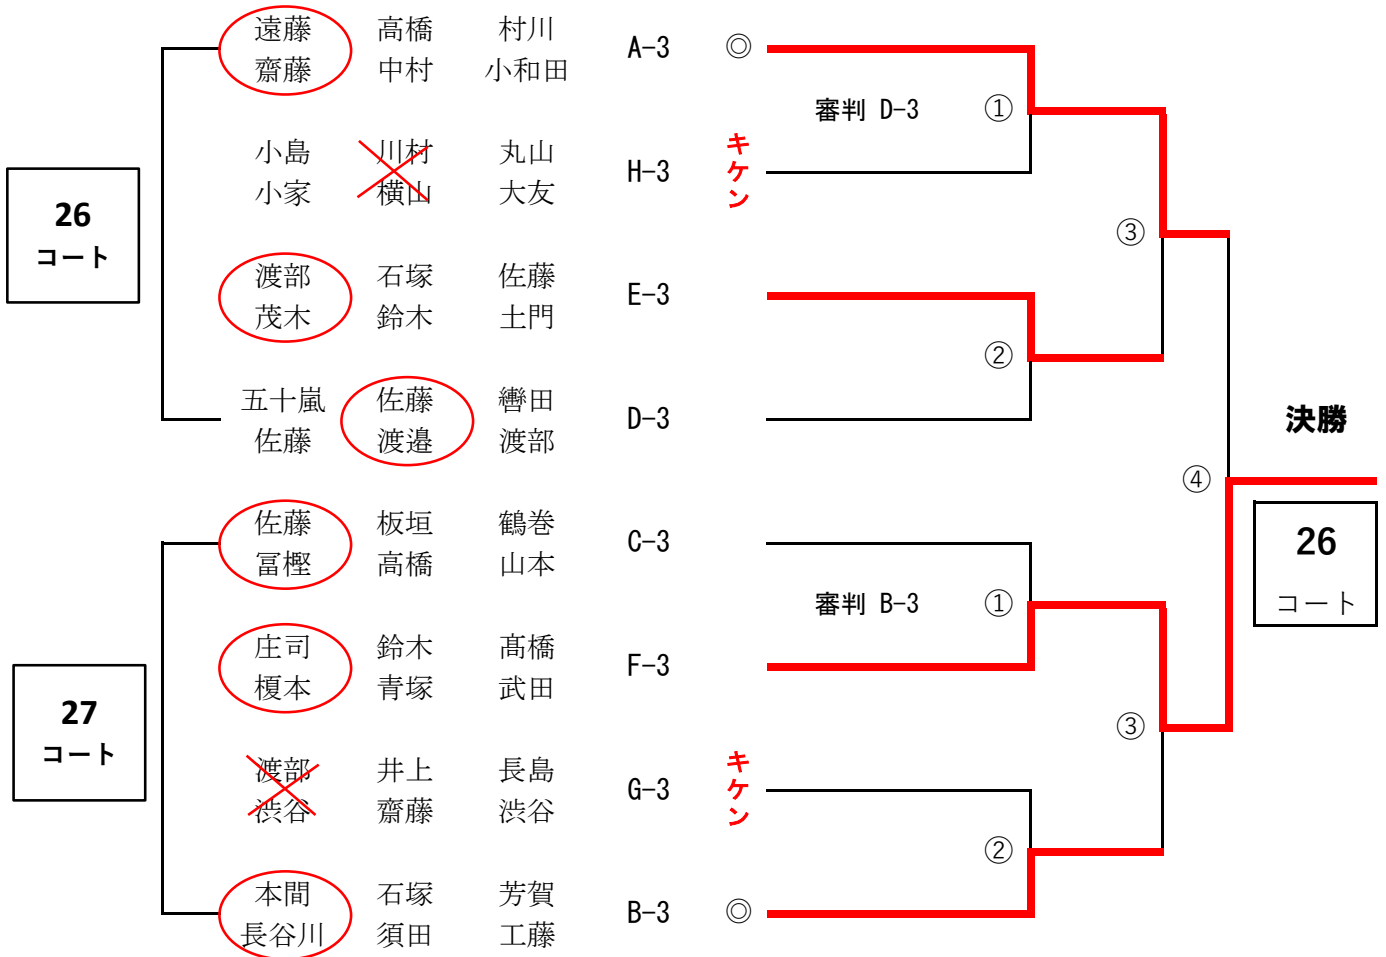 遠藤 高橋 村川
齋藤 中村 小和田
A-3 ◎
審判 D-3 ①
小島 川村 丸山
小家 横山 大友
H-3 キケン
26
コート
③
渡部 石塚 佐藤
茂木 鈴木 土門
E-3
②
五十嵐 佐藤 轡田
佐藤 渡邉 渡部
D-3
決勝
④
26
コート
佐藤 板垣 鶴巻
冨樫 高橋 山本
C-3
審判 B-3 ①
庄司 鈴木 髙橋
榎本 青塚 武田
F-3
27
コート
③
渡部 井上 長島
渋谷 齋藤 渋谷
G-3 キケン
②
本間 石塚 芳賀
長谷川 須田 工藤
B-3 ◎